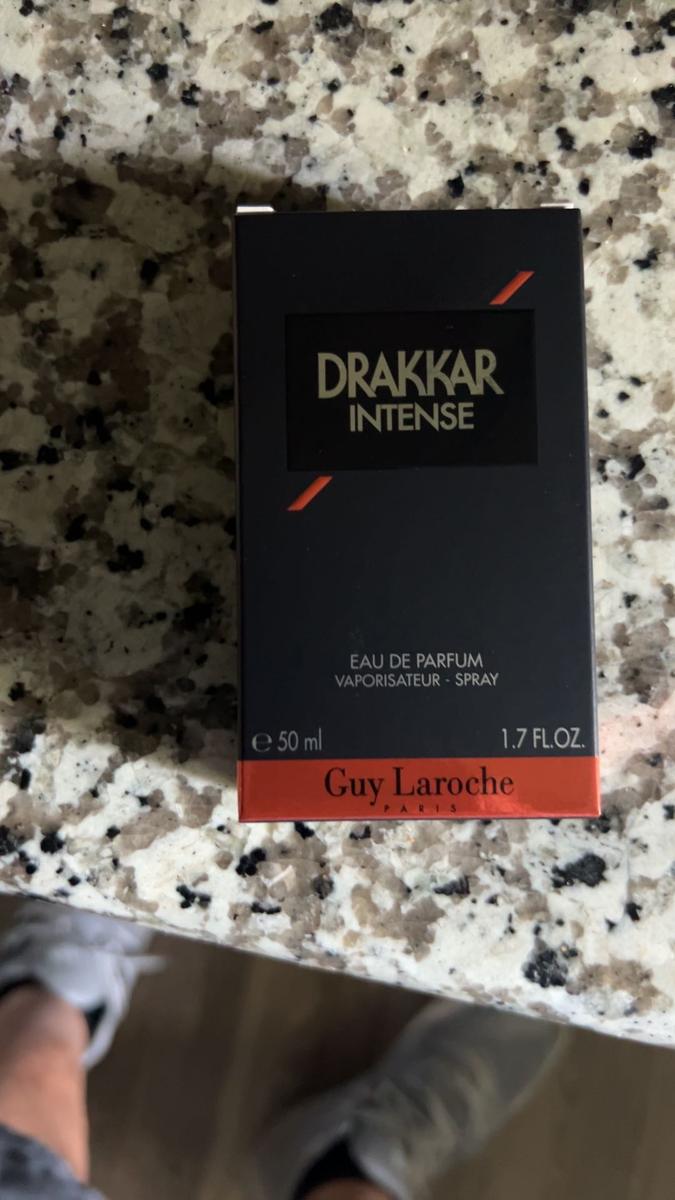 DRAKKAR
INTENSE
EAU DE PARFUM
VAPORISATEUR - SPRAY
℮ 50 ml 1.7 FL.OZ.
Guy Laroche
PARIS